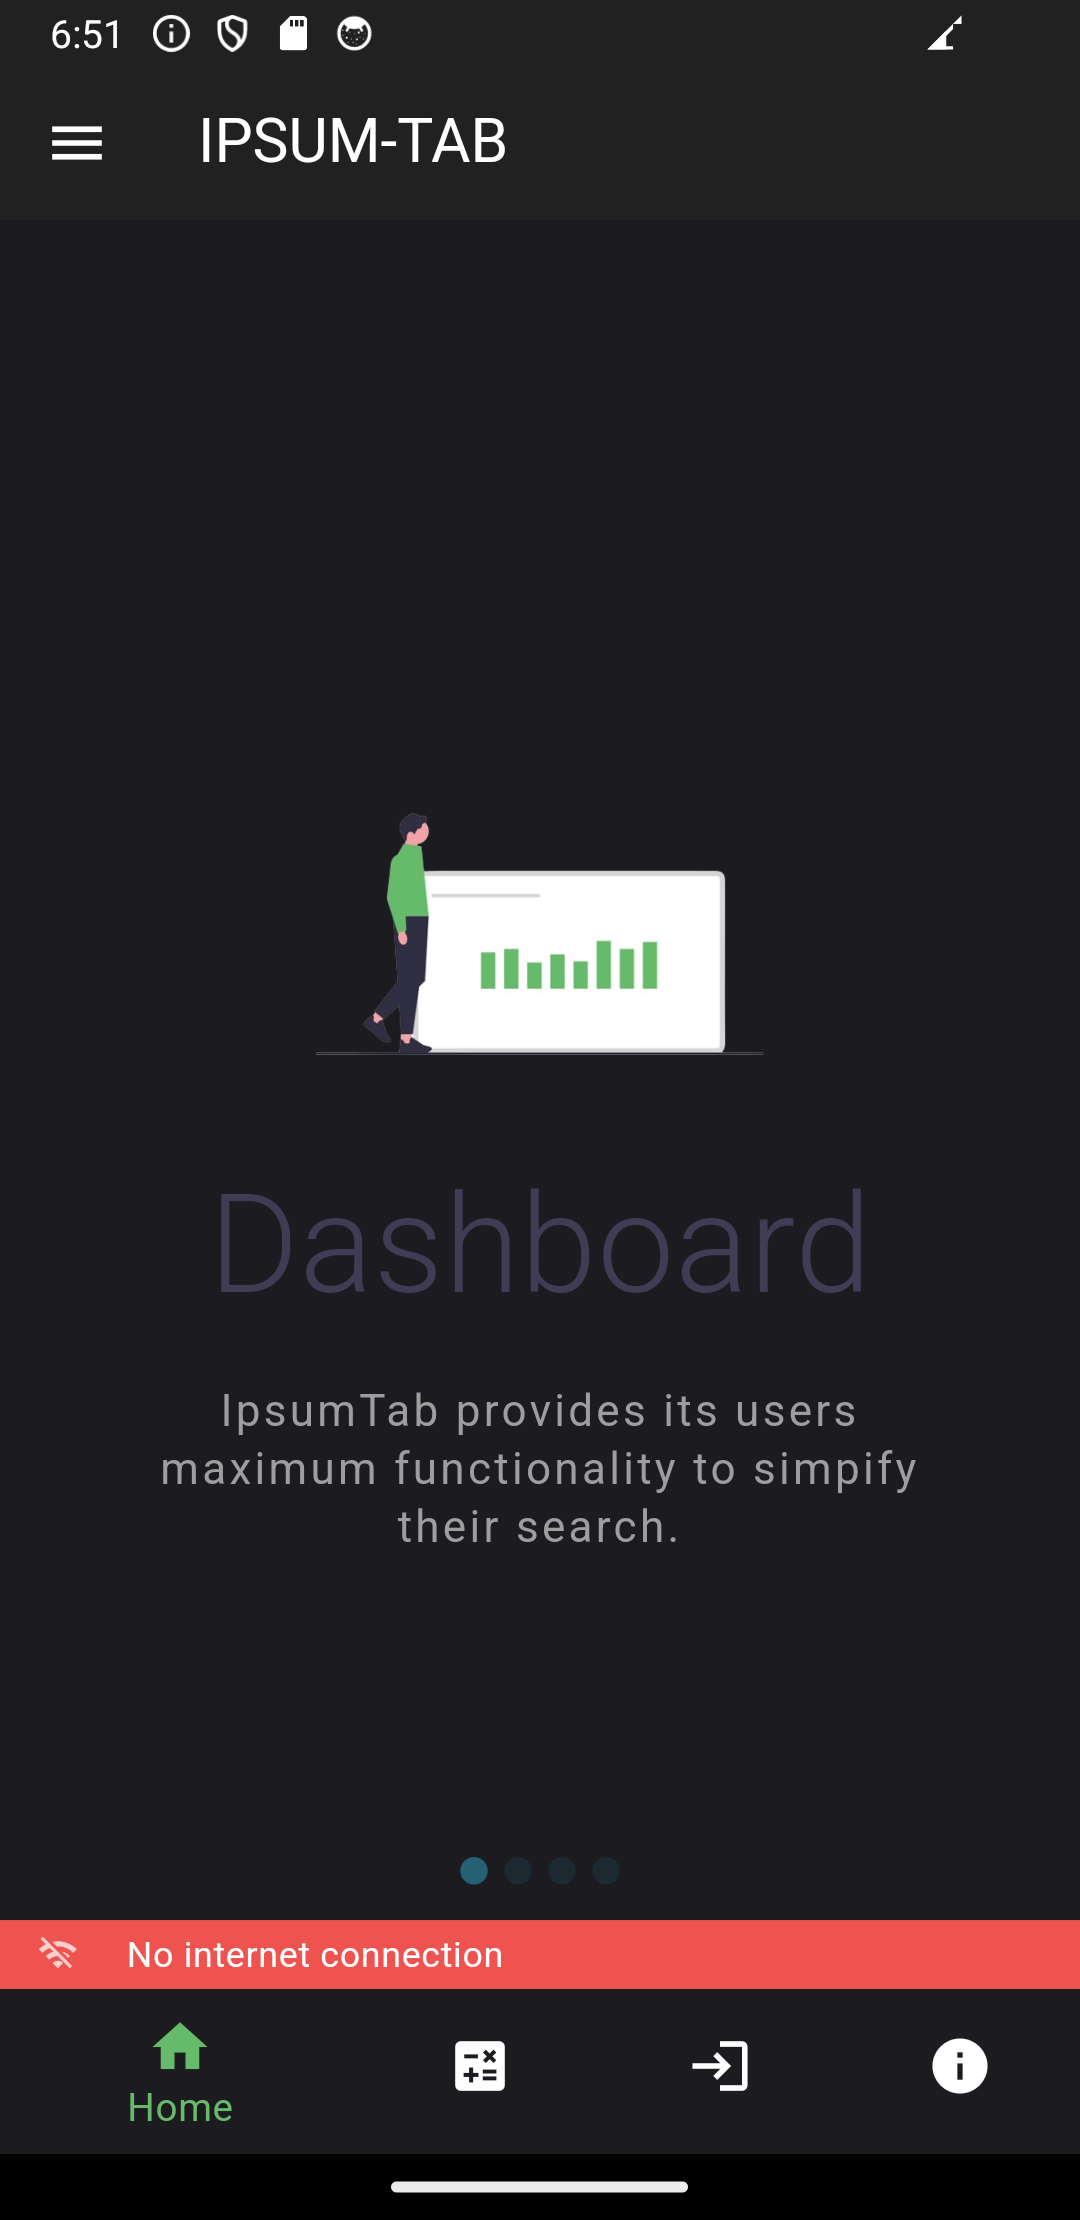 6:51
IPSUM-TAB
Dashboard
IpsumTab provides its users
maximum functionality to simpify
their search.
No internet connection
Home